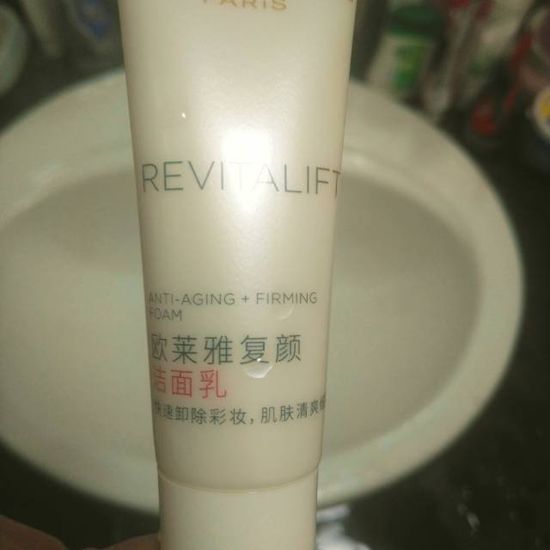 PARIS
REVITALIFT
ANTI-AGING + FIRMING
FOAM
欧莱雅复颜
洁面乳
快速卸除彩妆，肌肤清爽